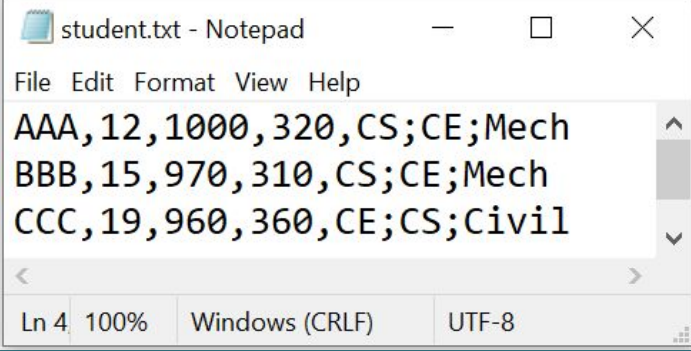 student.txt - Notepad
File Edit Format View Help
AAA,12,1000,320,CS;CE;Mech
BBB,15,970,310,CS;CE;Mech
CCC,19,960,360,CE;CS;Civil
Ln 4, 100% Windows (CRLF) UTF-8